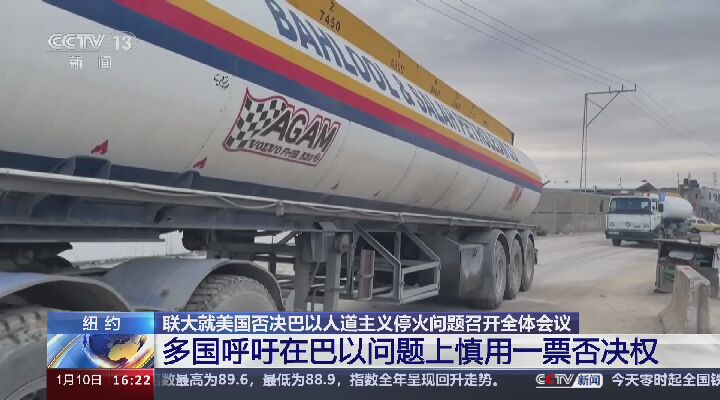 CCTV 13
新闻
2
7450
BAHLOOL &
AGAM
VOLVO FH12
纽约
联大就美国否决巴以人道主义停火问题召开全体会议
多国呼吁在巴以问题上慎用一票否决权
1月10日 16:22
数最高为89.6，最低为88.9，指数全年呈现回升走势。 CCTV新闻 今天零时起全国铁